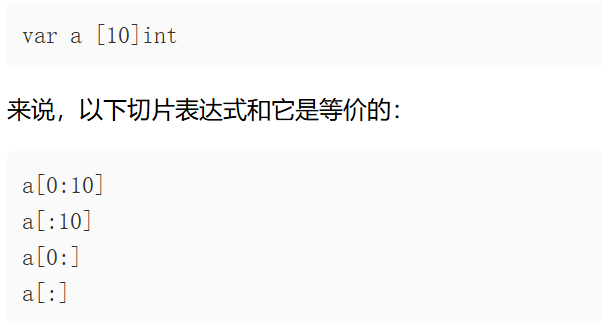 var a [10]int
来说，以下切片表达式和它是等价的：
a[0:10]
a[:10]
a[0:]
a[:]